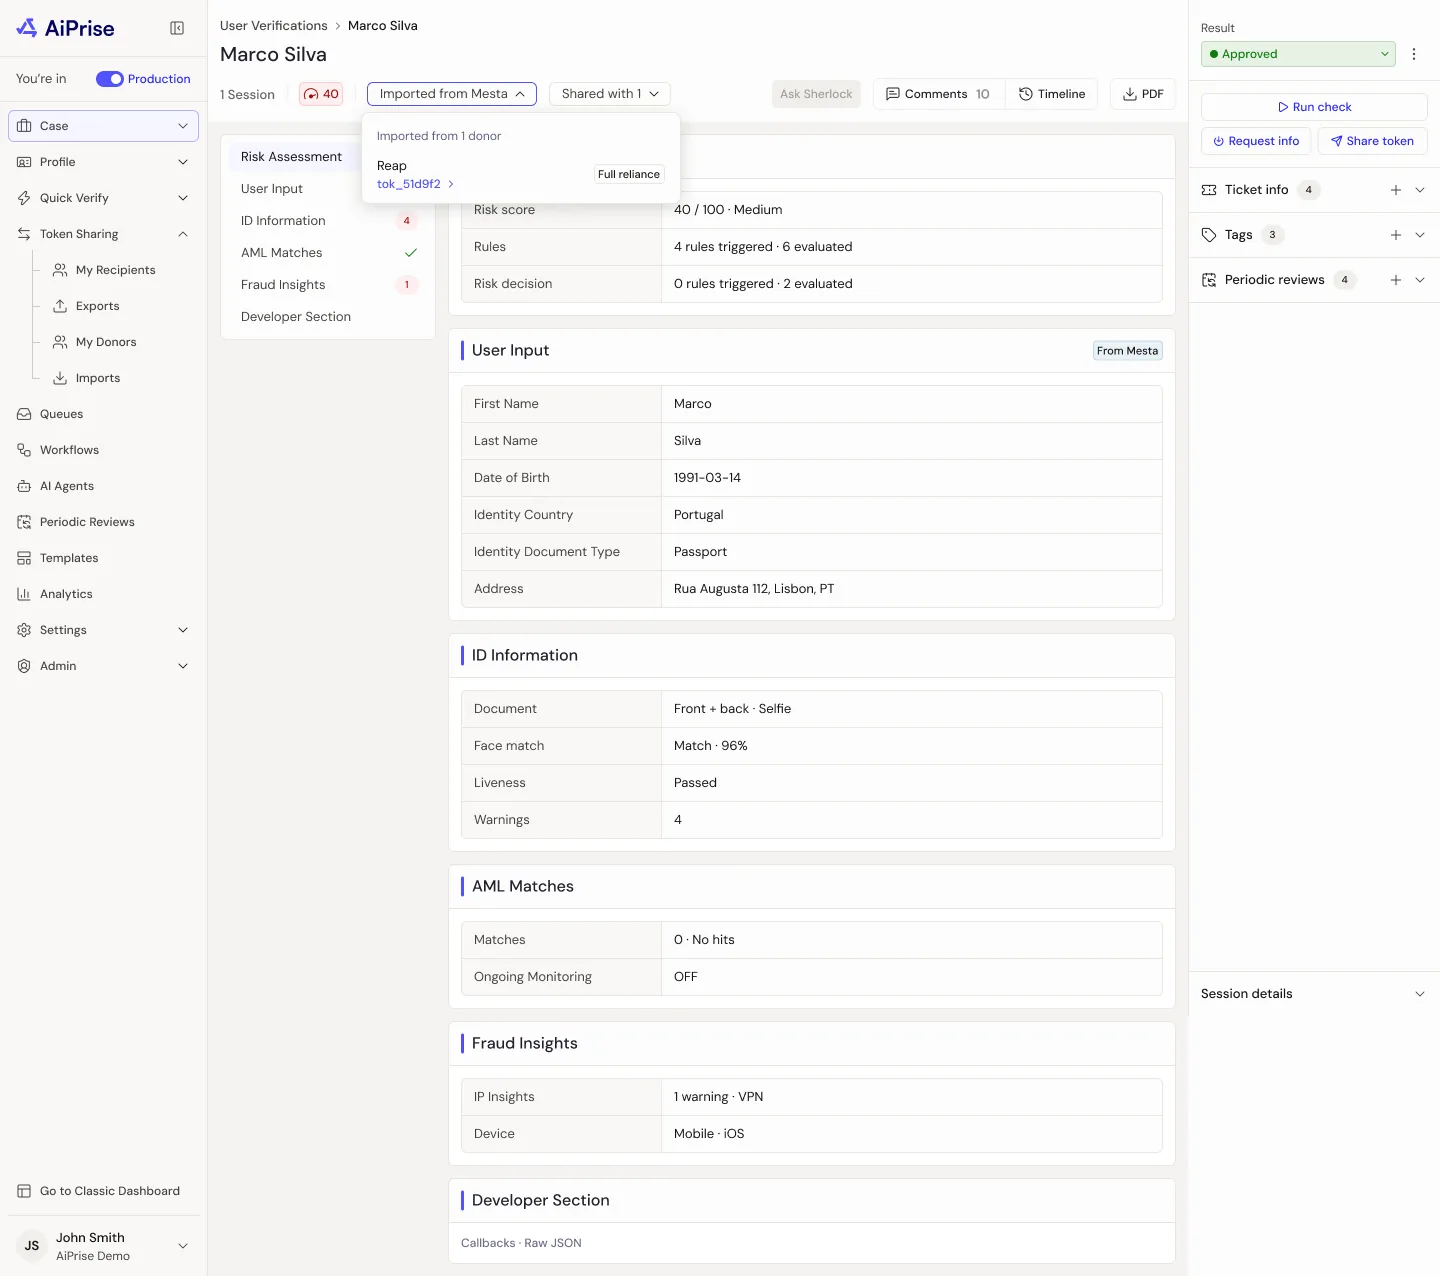 AiPrise
You're in
Production
Case
Profile
Quick Verify
Token Sharing
My Recipients
Exports
My Donors
Imports
Queues
Workflows
AI Agents
Periodic Reviews
Templates
Analytics
Settings
Admin
Go to Classic Dashboard
JS
John Smith
AiPrise Demo
User Verifications > Marco Silva
Marco Silva
1 Session
40
Imported from Mesta
Shared with 1
Ask Sherlock
Comments 10
Timeline
PDF
Imported from 1 donor
Reap
tok_51d9f2 >
Full reliance
Risk Assessment
User Input
ID Information 4
AML Matches
Fraud Insights 1
Developer Section
Risk score 40 / 100 · Medium
Rules 4 rules triggered · 6 evaluated
Risk decision 0 rules triggered · 2 evaluated
User Input From Mesta
First Name Marco
Last Name Silva
Date of Birth 1991-03-14
Identity Country Portugal
Identity Document Type Passport
Address Rua Augusta 112, Lisbon, PT
ID Information
Document Front + back · Selfie
Face match Match · 96%
Liveness Passed
Warnings 4
AML Matches
Matches 0 · No hits
Ongoing Monitoring OFF
Fraud Insights
IP Insights 1 warning · VPN
Device Mobile · iOS
Developer Section
Callbacks · Raw JSON
Result
Approved
Run check
Request info
Share token
Ticket info 4
Tags 3
Periodic reviews 4
Session details